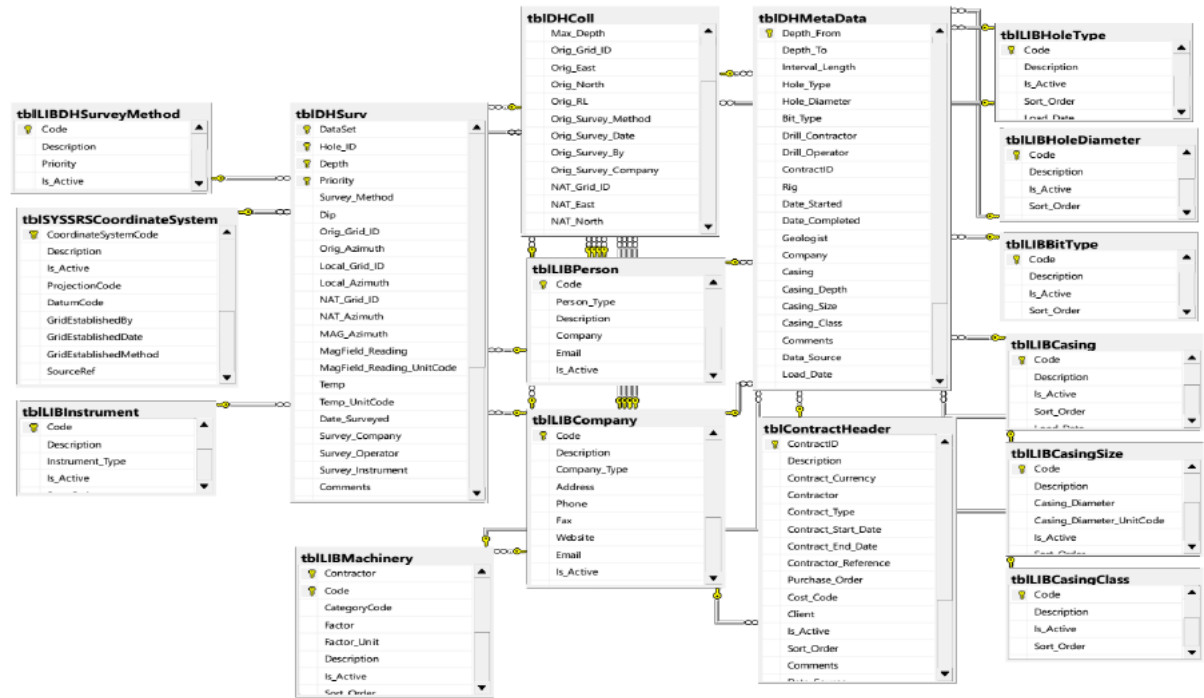 tblDHColl
Max_Depth
Orig_Grid_ID
Orig_East
Orig_North
Orig_RL
Orig_Survey_Method
Orig_Survey_Date
Orig_Survey_By
Orig_Survey_Company
NAT_Grid_ID
NAT_East
NAT_North
tblDHMetaData
Depth_From
Depth_To
Interval_Length
Hole_Type
Hole_Diameter
Bit_Type
Drill_Contractor
Drill_Operator
ContractID
Rig
Date_Started
Date_Completed
Geologist
Company
Casing
Casing_Depth
Casing_Size
Casing_Class
Comments
Data_Source
Load_Date
tblLIBHoleType
Code
Description
Is_Active
Sort_Order
Load_Date
tblLIBDHSurveyMethod
Code
Description
Priority
Is_Active
tblDHSurv
DataSet
Hole_ID
Depth
Priority
Survey_Method
Dip
Orig_Grid_ID
Orig_Azimuth
Local_Grid_ID
Local_Azimuth
NAT_Grid_ID
NAT_Azimuth
MAG_Azimuth
MagField_Reading
MagField_Reading_UnitCode
Temp
Temp_UnitCode
Date_Surveyed
Survey_Company
Survey_Operator
Survey_Instrument
Comments
tblLIBHoleDiameter
Code
Description
Is_Active
Sort_Order
tblSYSSRSCoordinateSystem
CoordinateSystemCode
Description
Is_Active
ProjectionCode
DatumCode
GridEstablishedBy
GridEstablishedDate
GridEstablishedMethod
SourceRef
tblLIBPerson
Code
Person_Type
Description
Company
Email
Is_Active
tblLIBBitType
Code
Description
Is_Active
Sort_Order
tblLIBCasing
Code
Description
Is_Active
Sort_Order
Load_Date
tblLIBInstrument
Code
Description
Instrument_Type
Is_Active
tblLIBCompany
Code
Description
Company_Type
Address
Phone
Fax
Website
Email
Is_Active
tblContractHeader
ContractID
Description
Contract_Currency
Contractor
Contract_Type
Contract_Start_Date
Contract_End_Date
Contractor_Reference
Purchase_Order
Cost_Code
Client
Is_Active
Sort_Order
Comments
Data_Source
tblLIBCasingSize
Code
Description
Casing_Diameter
Casing_Diameter_UnitCode
Is_Active
Sort_Order
tblLIBMachinery
Contractor
Code
CategoryCode
Factor
Factor_Unit
Description
Is_Active
Sort_Order
tblLIBCasingClass
Code
Description
Is_Active
Sort_Order